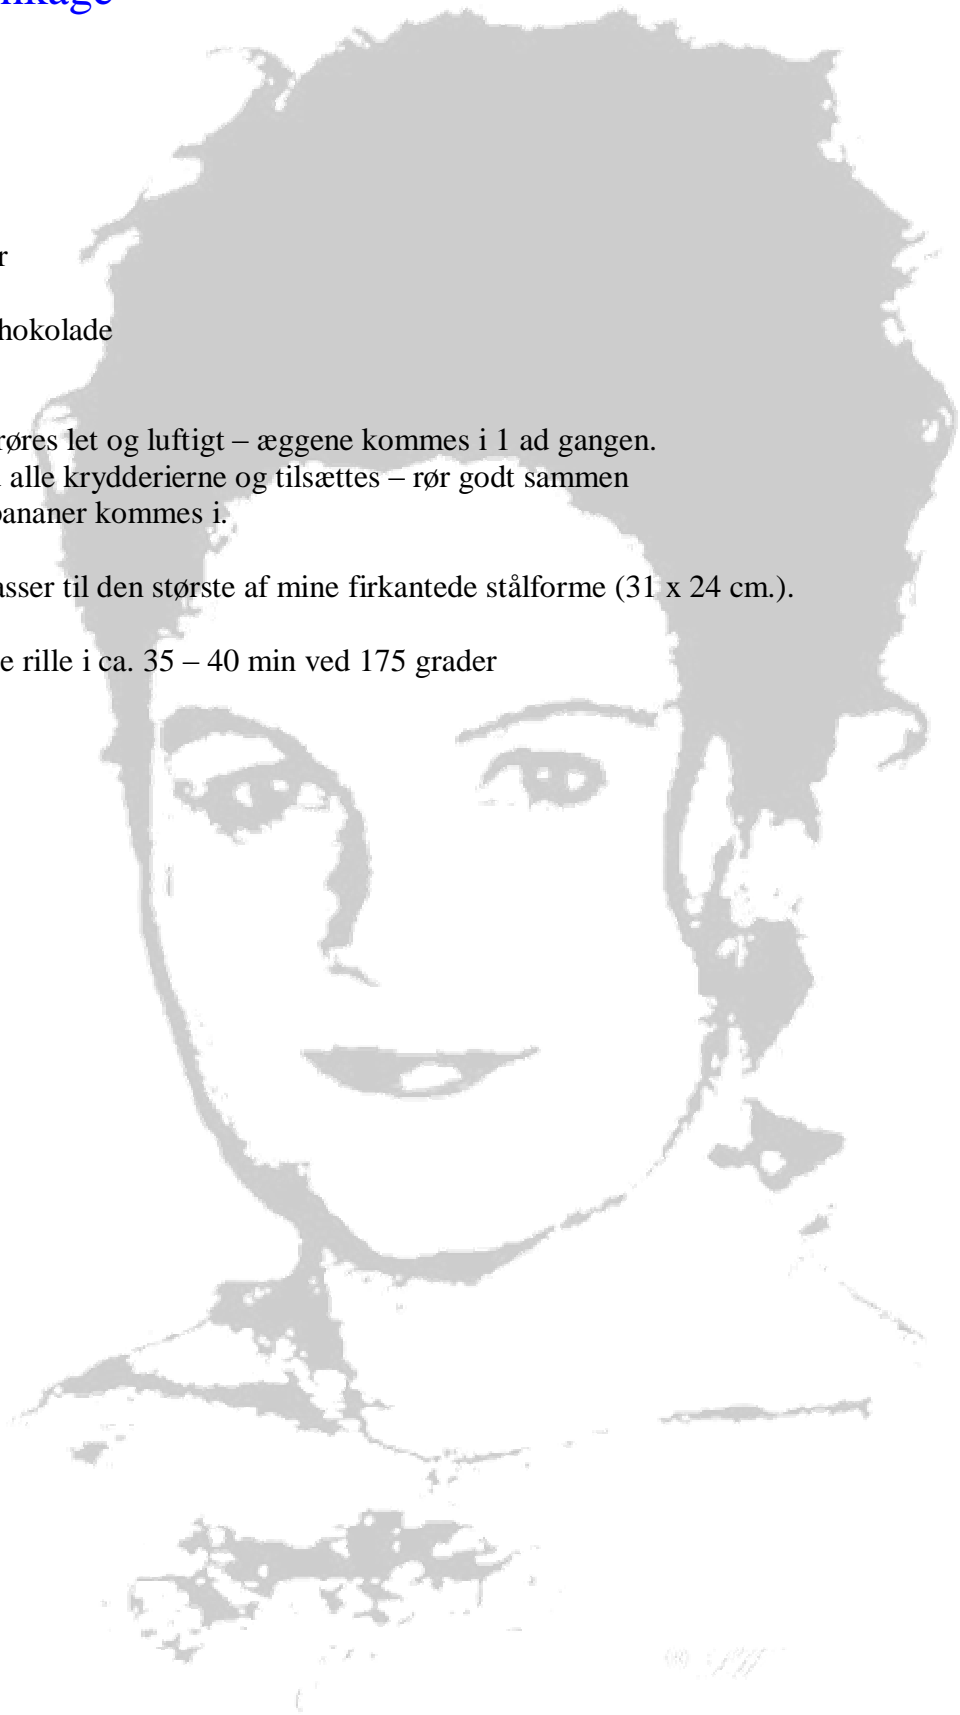 nkage
r
hokolade
røres let og luftigt – æggene kommes i 1 ad gangen.
alle krydderierne og tilsættes – rør godt sammen
bananer kommes i.
asser til den største af mine firkantede stålforme (31 x 24 cm.).
e rille i ca. 35 – 40 min ved 175 grader